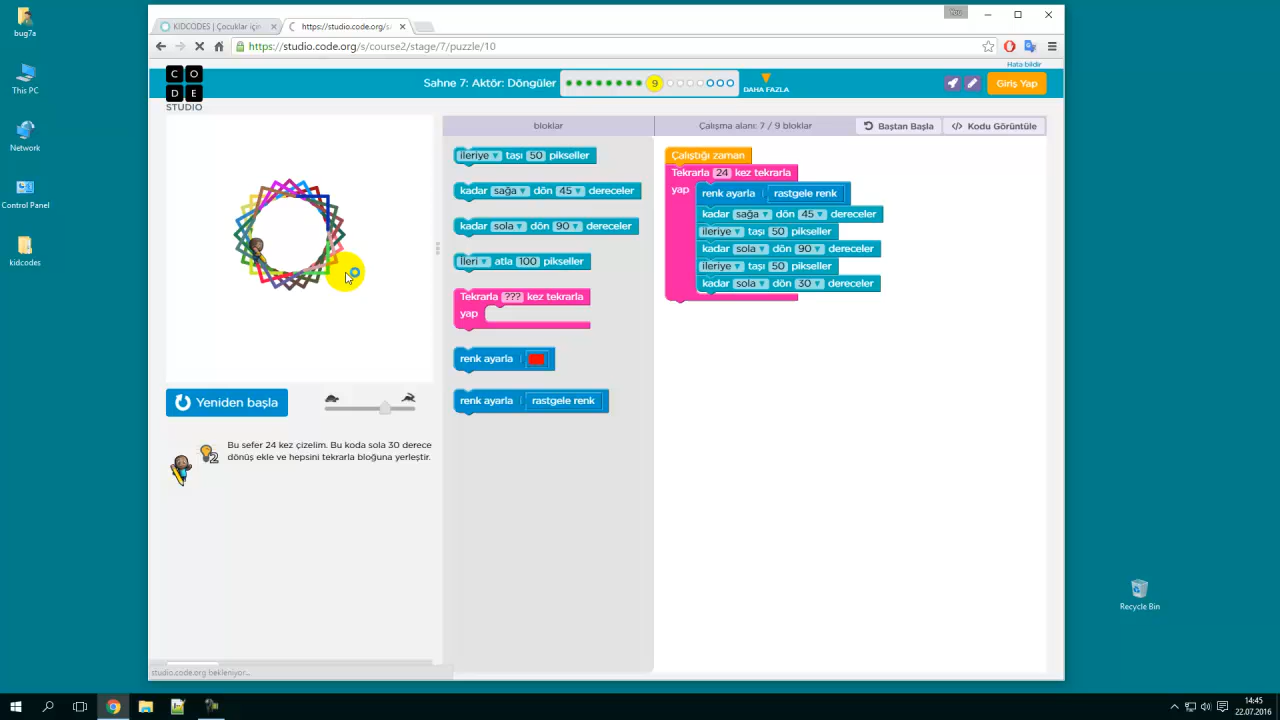 bug7a
This PC
Network
Control Panel
kidcodes
Recycle Bin
You
KIDCODES | Çocuklar için
https://studio.code.org/s/
https://studio.code.org/s/course2/stage/7/puzzle/10
Hata bildir
C O
D E
STUDIO
Sahne 7: Aktör: Döngüler
9
DAHA FAZLA
Giriş Yap
bloklar
Çalışma alanı: 7 / 9 bloklar
Baştan Başla
</> Kodu Görüntüle
ileriye taşı 50 pikseller
kadar sağa dön 45 dereceler
kadar sola dön 90 dereceler
İleri atla 100 pikseller
Tekrarla ??? kez tekrarla
yap
renk ayarla
renk ayarla rastgele renk
Çalıştığı zaman
Tekrarla 24 kez tekrarla
yap
renk ayarla rastgele renk
kadar sağa dön 45 dereceler
ileriye taşı 50 pikseller
kadar sola dön 90 dereceler
ileriye taşı 50 pikseller
kadar sola dön 30 dereceler
Yeniden başla
2
Bu sefer 24 kez çizelim. Bu koda sola 30 derece
dönüş ekle ve hepsini tekrarla bloğuna yerleştir.
studio.code.org bekleniyor...
14:45
22.07.2016